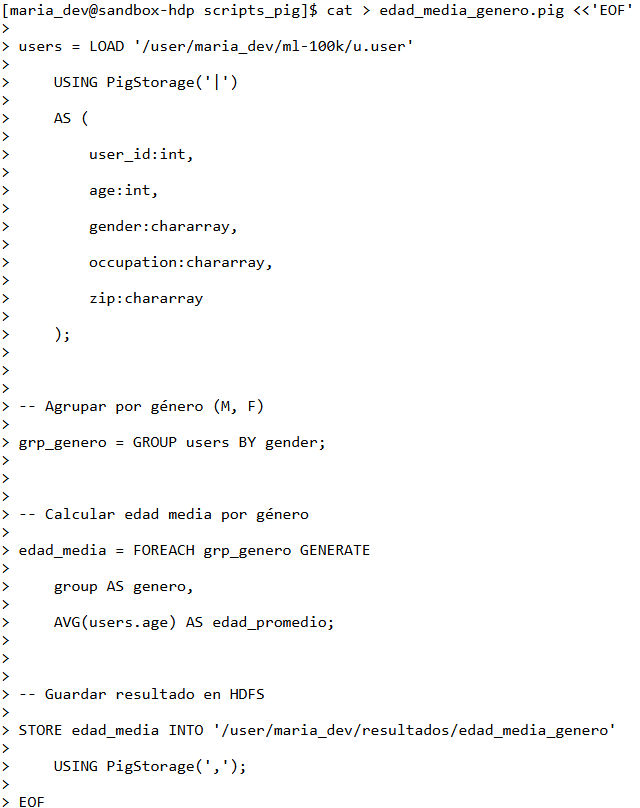 [maria_dev@sandbox-hdp scripts_pig]$ cat > edad_media_genero.pig <<'EOF'
>
> users = LOAD '/user/maria_dev/ml-100k/u.user'
>
>     USING PigStorage('|')
>
>     AS (
>
>         user_id:int,
>
>         age:int,
>
>         gender:chararray,
>
>         occupation:chararray,
>
>         zip:chararray
>
>     );
>
>
>
> -- Agrupar por género (M, F)
>
> grp_genero = GROUP users BY gender;
>
>
>
> -- Calcular edad media por género
>
> edad_media = FOREACH grp_genero GENERATE
>
>     group AS genero,
>
>     AVG(users.age) AS edad_promedio;
>
>
>
> -- Guardar resultado en HDFS
>
> STORE edad_media INTO '/user/maria_dev/resultados/edad_media_genero'
>
>     USING PigStorage(',');
>
> EOF